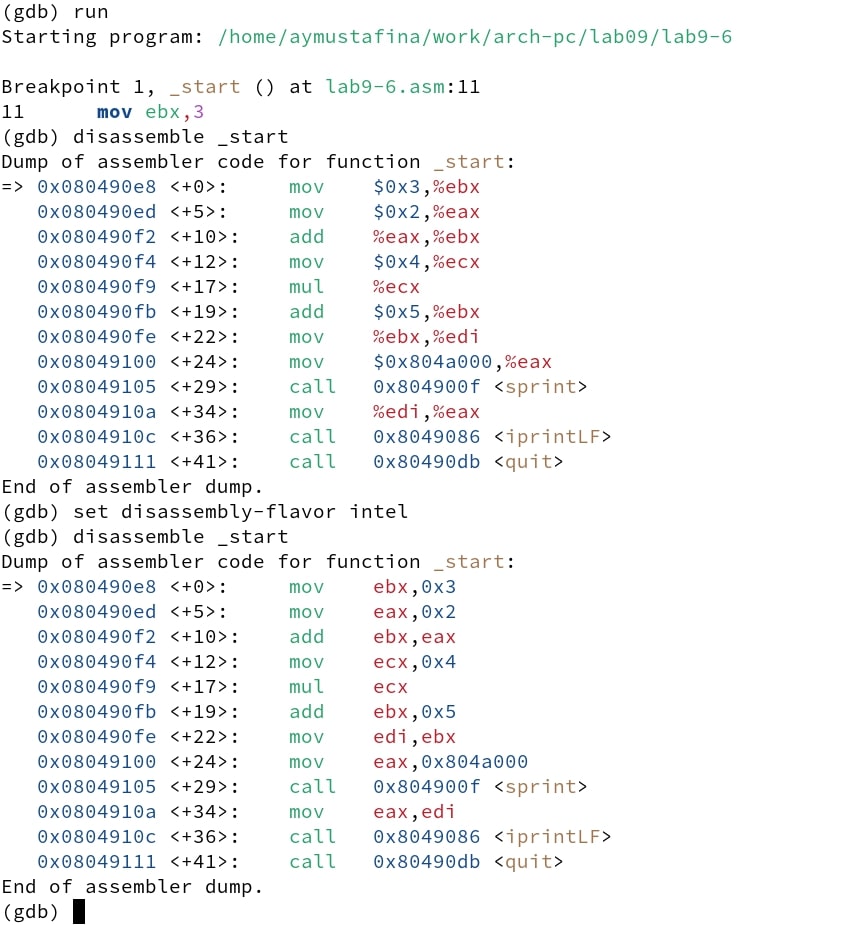 (gdb) run
Starting program: /home/aymustafina/work/arch-pc/lab09/lab9-6

Breakpoint 1, _start () at lab9-6.asm:11
11      mov ebx,3
(gdb) disassemble _start
Dump of assembler code for function _start:
=> 0x080490e8 <+0>:     mov    $0x3,%ebx
   0x080490ed <+5>:     mov    $0x2,%eax
   0x080490f2 <+10>:    add    %eax,%ebx
   0x080490f4 <+12>:    mov    $0x4,%ecx
   0x080490f9 <+17>:    mul    %ecx
   0x080490fb <+19>:    add    $0x5,%ebx
   0x080490fe <+22>:    mov    %ebx,%edi
   0x08049100 <+24>:    mov    $0x804a000,%eax
   0x08049105 <+29>:    call   0x804900f <sprint>
   0x0804910a <+34>:    mov    %edi,%eax
   0x0804910c <+36>:    call   0x8049086 <iprintLF>
   0x08049111 <+41>:    call   0x80490db <quit>
End of assembler dump.
(gdb) set disassembly-flavor intel
(gdb) disassemble _start
Dump of assembler code for function _start:
=> 0x080490e8 <+0>:     mov    ebx,0x3
   0x080490ed <+5>:     mov    eax,0x2
   0x080490f2 <+10>:    add    ebx,eax
   0x080490f4 <+12>:    mov    ecx,0x4
   0x080490f9 <+17>:    mul    ecx
   0x080490fb <+19>:    add    ebx,0x5
   0x080490fe <+22>:    mov    edi,ebx
   0x08049100 <+24>:    mov    eax,0x804a000
   0x08049105 <+29>:    call   0x804900f <sprint>
   0x0804910a <+34>:    mov    eax,edi
   0x0804910c <+36>:    call   0x8049086 <iprintLF>
   0x08049111 <+41>:    call   0x80490db <quit>
End of assembler dump.
(gdb)